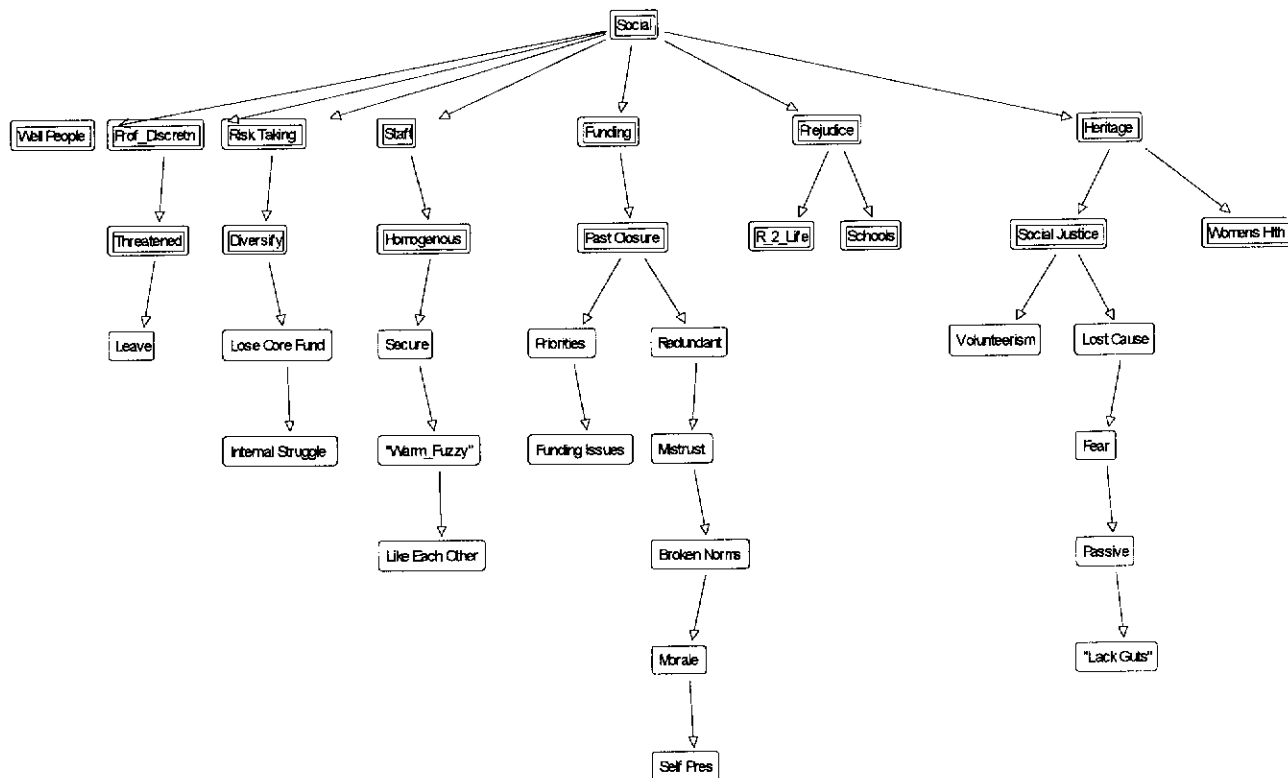 Social
Well People
Prof_Discretn
Risk Taking
Staff
Funding
Prejudice
Heritage
Threatened
Diversify
Homogenous
Past Closure
R_2_Life
Schools
Social Justice
Womens Hlth
Leave
Lose Core Fund
Secure
Priorities
Redundant
Volunteerism
Lost Cause
Internal Struggle
"Warm_Fuzzy"
Funding Issues
Mistrust
Fear
Like Each Other
Broken Norms
Passive
Morale
"Lack Guts"
Self Pres